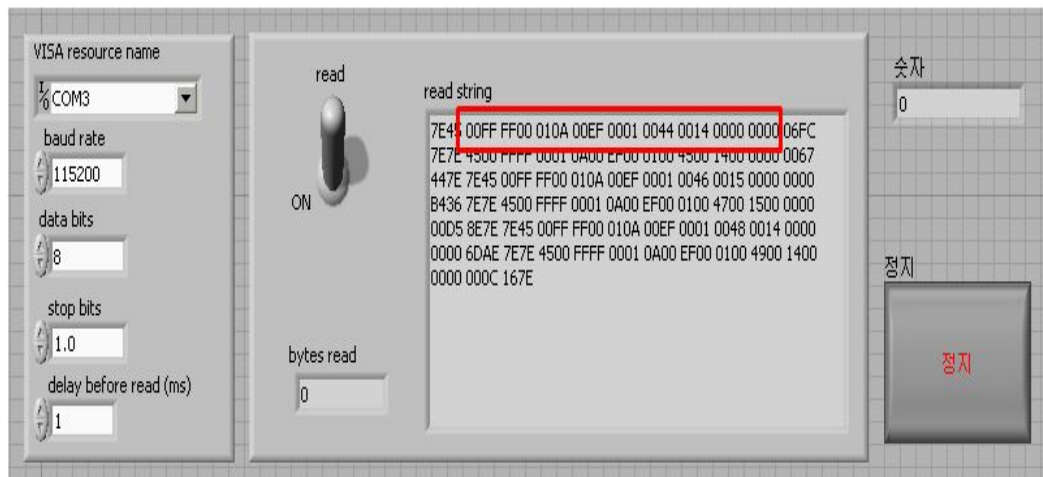 VISA resource name
COM3
baud rate
115200
data bits
8
stop bits
1.0
delay before read (ms)
1
read
ON
read string
7E45 00FF FF00 010A 00EF 0001 0044 0014 0000 0000 06FC
7E7E 4500 FFFF 0001 0A00 EF00 0100 4500 1400 0000 0067
447E 7E45 00FF FF00 010A 00EF 0001 0046 0015 0000 0000
B436 7E7E 4500 FFFF 0001 0A00 EF00 0100 4700 1500 0000
00D5 8E7E 7E45 00FF FF00 010A 00EF 0001 0048 0014 0000
0000 6DAE 7E7E 4500 FFFF 0001 0A00 EF00 0100 4900 1400
0000 000C 167E
bytes read
0
숫자
0
정지
정지